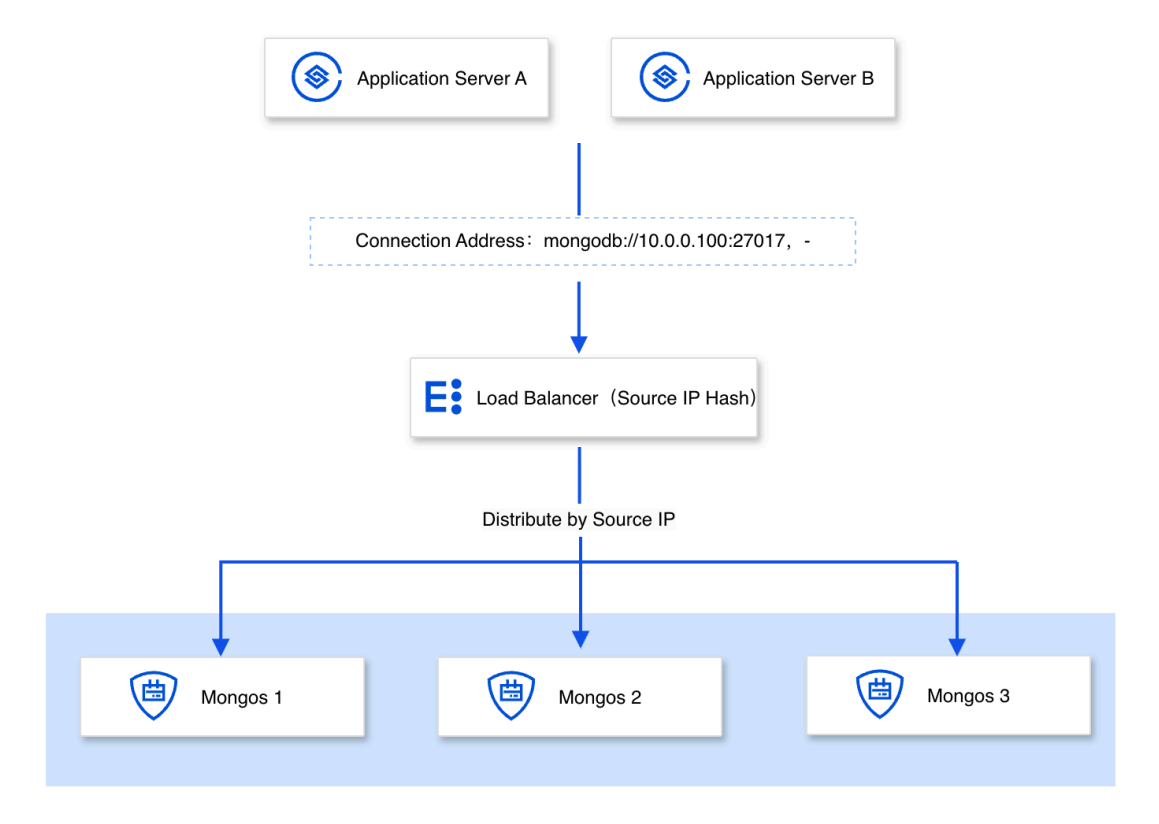 Application Server A
Application Server B
Connection Address：mongodb://10.0.0.100:27017，-
Load Balancer（Source IP Hash）
Distribute by Source IP
Mongos 1
Mongos 2
Mongos 3